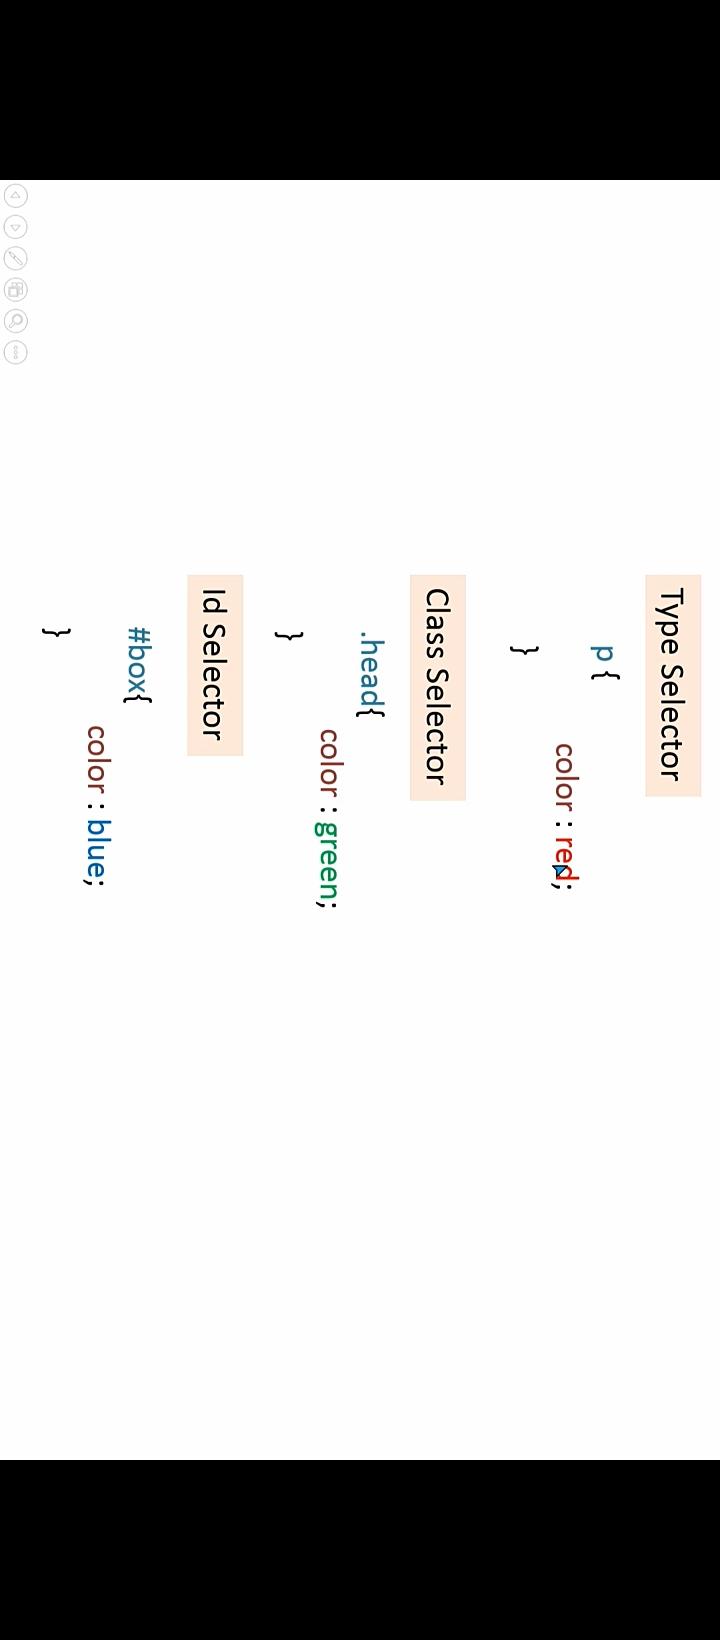 Type Selector
p {
color : red;
}
Class Selector
.head{
color : green;
}
Id Selector
#box{
color : blue;
}